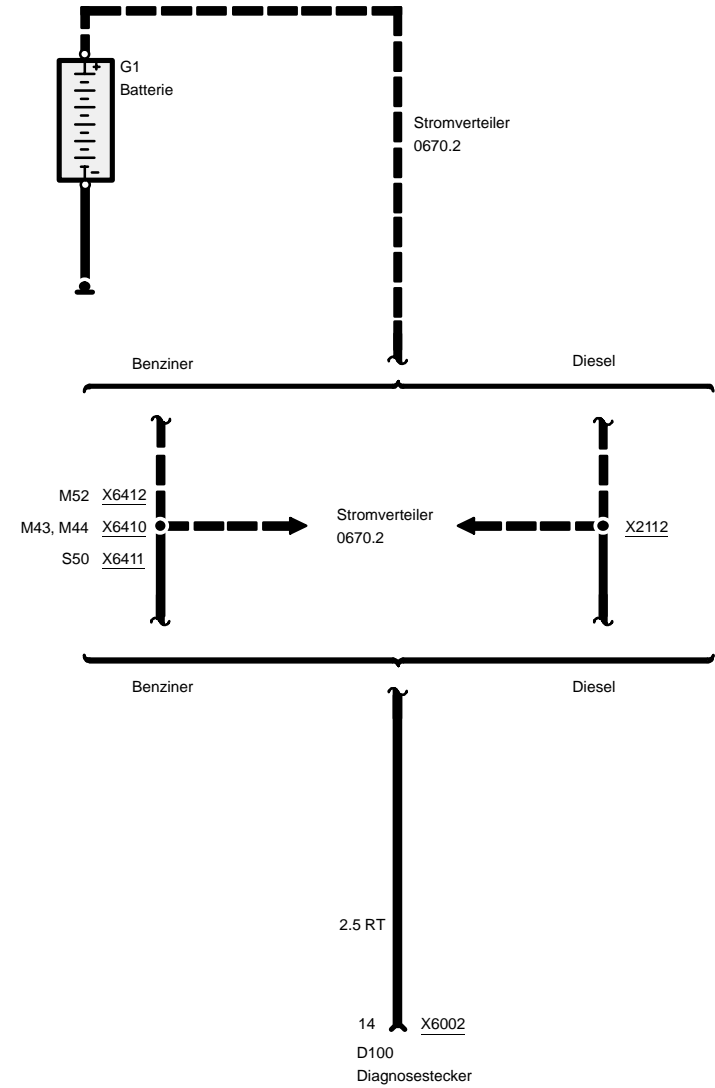 G1
Batterie
Stromverteiler
0670.2
Benziner
Diesel
M52 X6412
M43, M44 X6410
S50 X6411
Stromverteiler
0670.2
X2112
Benziner
Diesel
2.5 RT
14 X6002
D100
Diagnosestecker